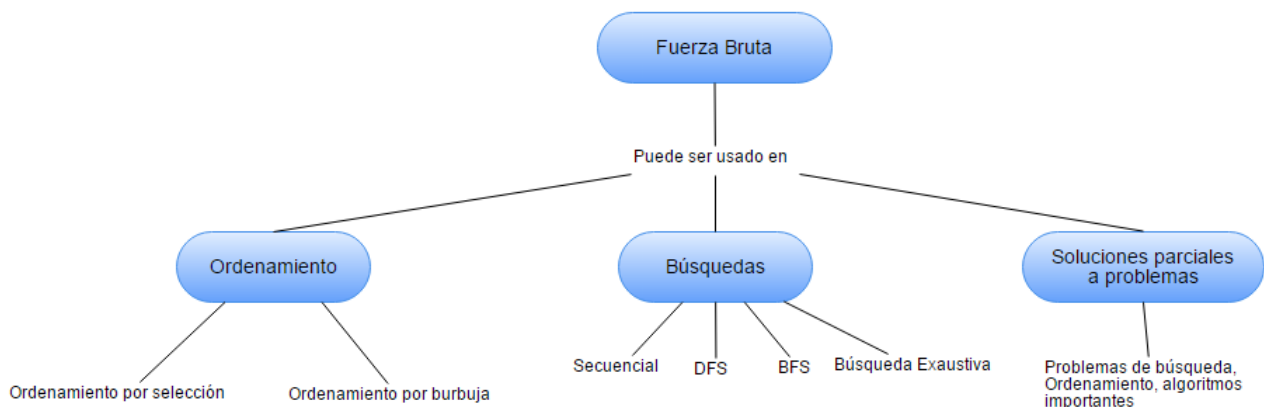 Fuerza Bruta
Puede ser usado en
Ordenamiento
Búsquedas
Soluciones parciales
a problemas
Ordenamiento por selección
Ordenamiento por burbuja
Secuencial
DFS
BFS
Búsqueda Exaustiva
Problemas de búsqueda,
Ordenamiento, algoritmos
importantes